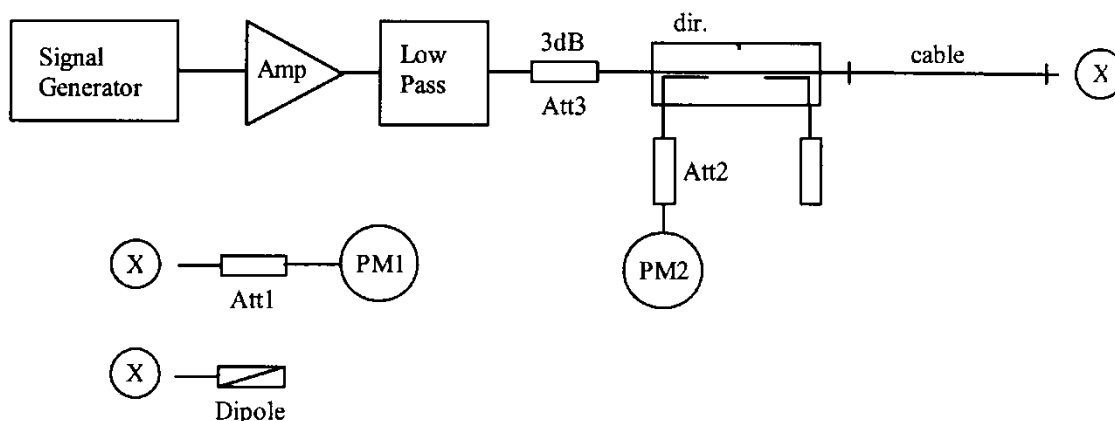 dir.
Signal
Generator
Amp
Low
Pass
3dB
Att3
cable
X
Att2
X
Att1
PM1
PM2
X
Dipole